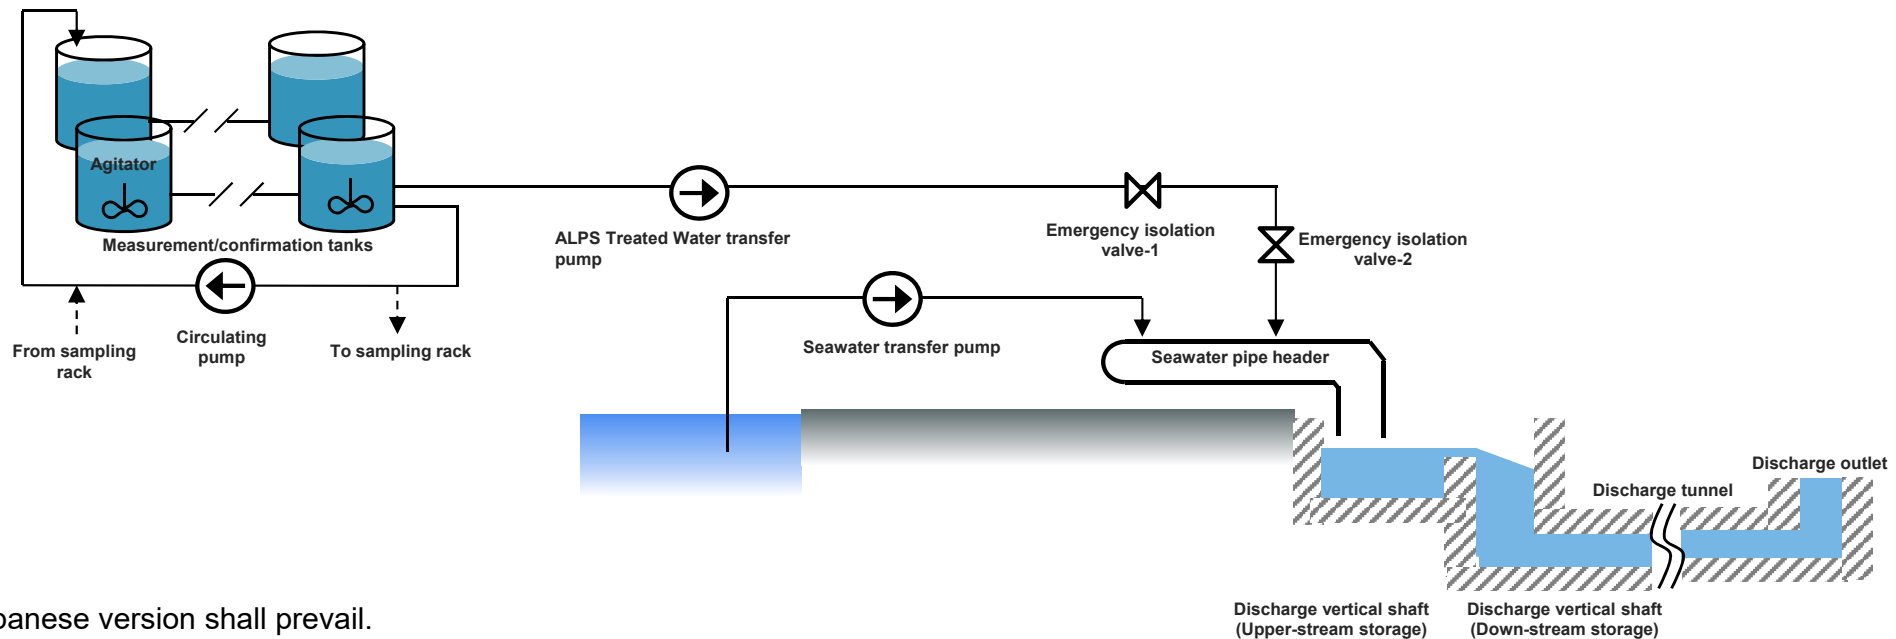 Agitator
Measurement/confirmation tanks
ALPS Treated Water transfer
pump
Emergency isolation
valve-1
Emergency isolation
valve-2
From sampling
rack
Circulating
pump
To sampling rack
Seawater transfer pump
Seawater pipe header
Discharge outlet
Discharge tunnel
Discharge vertical shaft
(Upper-stream storage)
Discharge vertical shaft
(Down-stream storage)
panese version shall prevail.